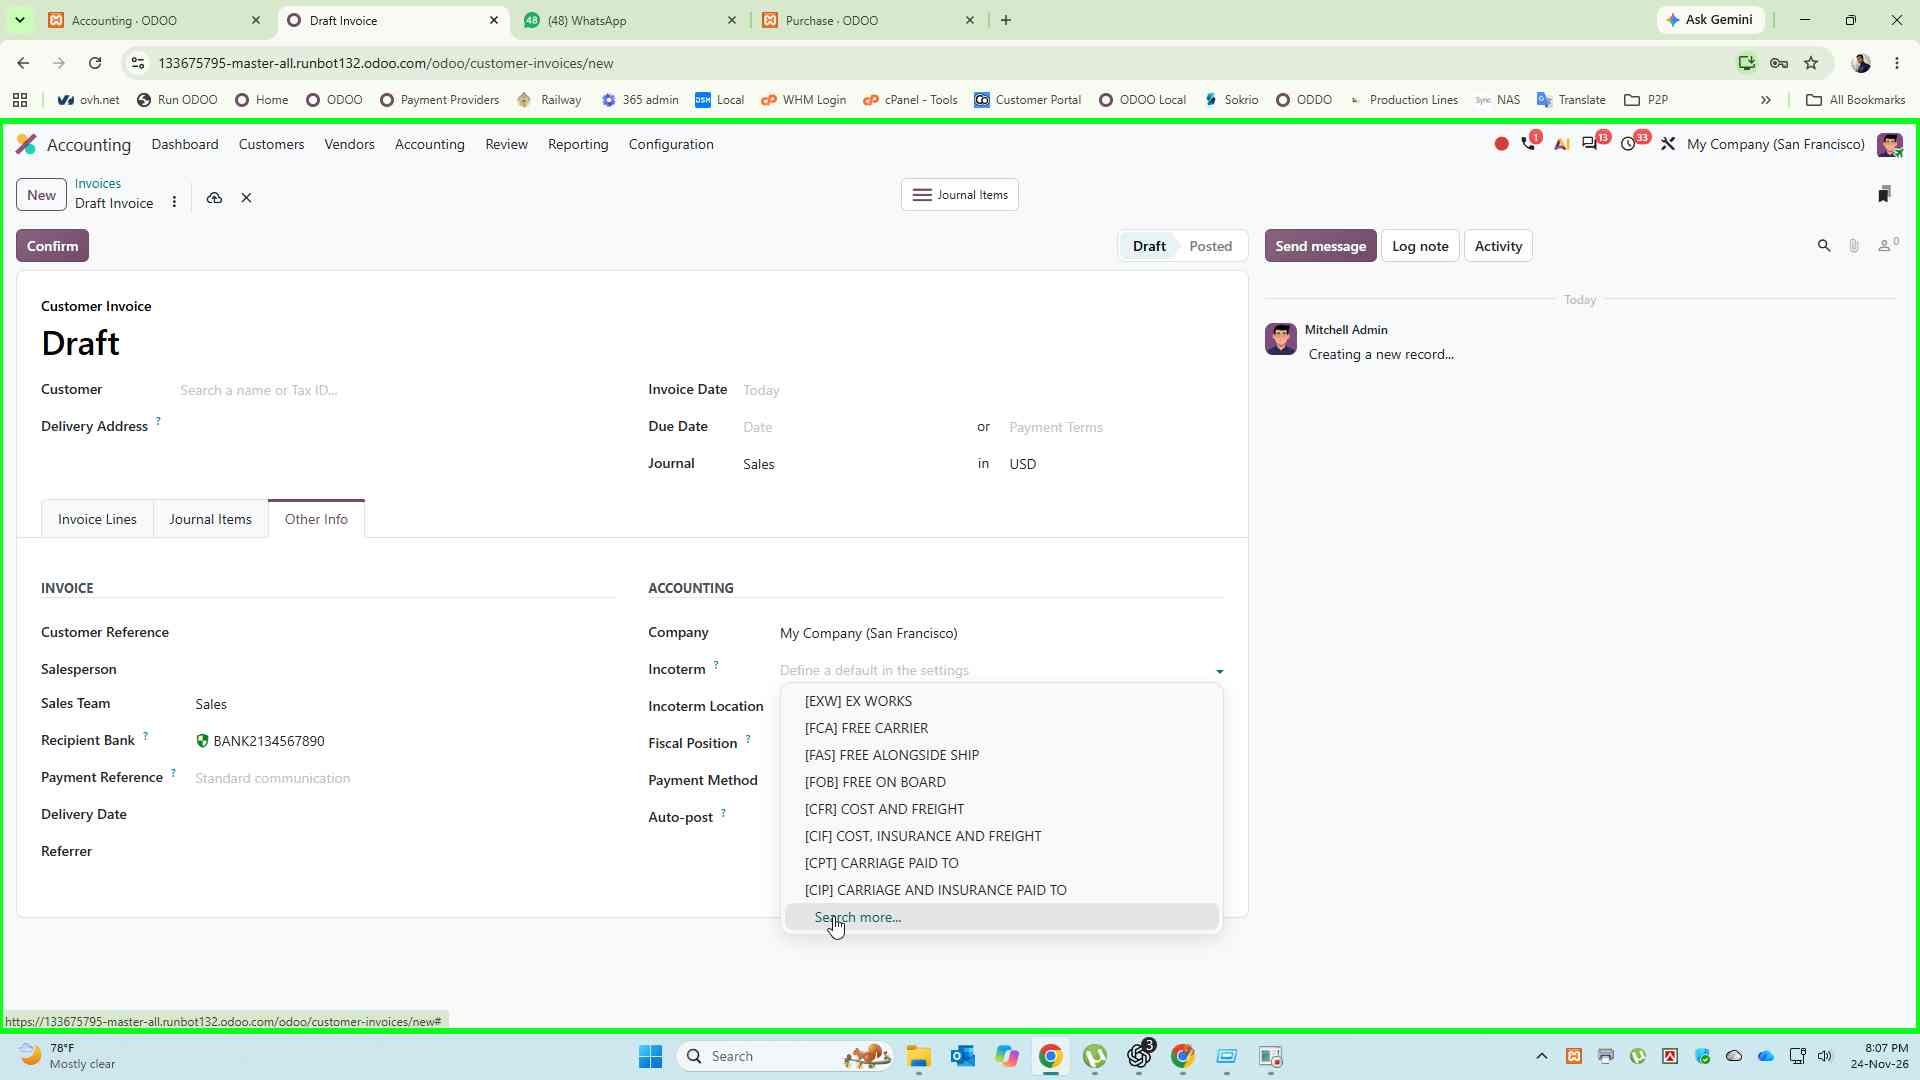 Accounting · ODOO
Draft Invoice
48
(48) WhatsApp
Purchase · ODOO
Ask Gemini
133675795-master-all.runbot132.odoo.com/odoo/customer-invoices/new
ovh.net
Run ODOO
Home
ODOO
Payment Providers
Railway
365 admin
DSM
Local
WHM Login
cPanel - Tools
Customer Portal
ODOO Local
Sokrio
ODDO
Production Lines
Sync
NAS
Translate
P2P
»
All Bookmarks
Accounting
Dashboard
Customers
Vendors
Accounting
Review
Reporting
Configuration
1
AI
13
33
My Company (San Francisco)
New
Invoices
Draft Invoice
Journal Items
Confirm
Draft
Posted
Send message
Log note
Activity
0
Customer Invoice
Draft
Customer
Search a name or Tax ID...
Delivery Address ?
Invoice Date
Today
Due Date
Date
or
Payment Terms
Journal
Sales
in
USD
Today
Mitchell Admin
Creating a new record...
Invoice Lines
Journal Items
Other Info
INVOICE
Customer Reference
Salesperson
Sales Team
Sales
Recipient Bank ?
BANK2134567890
Payment Reference ?
Standard communication
Delivery Date
Referrer
ACCOUNTING
Company
My Company (San Francisco)
Incoterm ?
Define a default in the settings
Incoterm Location
Fiscal Position ?
Payment Method
Auto-post ?
[EXW] EX WORKS
[FCA] FREE CARRIER
[FAS] FREE ALONGSIDE SHIP
[FOB] FREE ON BOARD
[CFR] COST AND FREIGHT
[CIF] COST, INSURANCE AND FREIGHT
[CPT] CARRIAGE PAID TO
[CIP] CARRIAGE AND INSURANCE PAID TO
Search more...
https://133675795-master-all.runbot132.odoo.com/odoo/customer-invoices/new#
78°F
Mostly clear
Search
3
8:07 PM
24-Nov-26